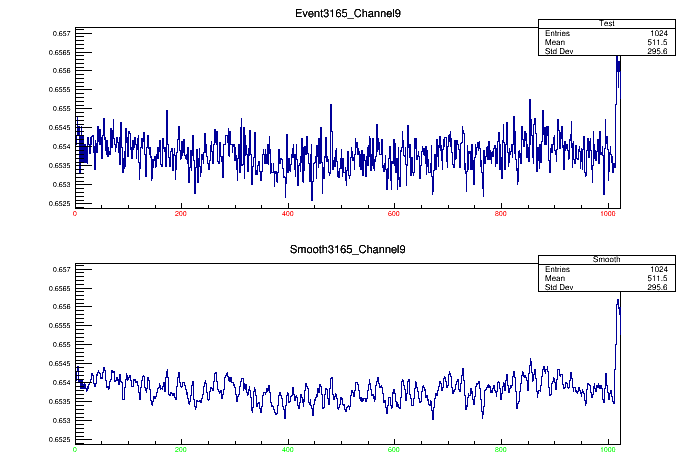 Event3165_Channel9
Test
Entries 1024
Mean 511.5
Std Dev 295.6
0.657
0.6565
0.656
0.6555
0.655
0.6545
0.654
0.6535
0.653
0.6525
0 200 400 600 800 1000
Smooth3165_Channel9
Smooth
Entries 1024
Mean 511.5
Std Dev 295.6
0.657
0.6565
0.656
0.6555
0.655
0.6545
0.654
0.6535
0.653
0.6525
0 200 400 600 800 1000